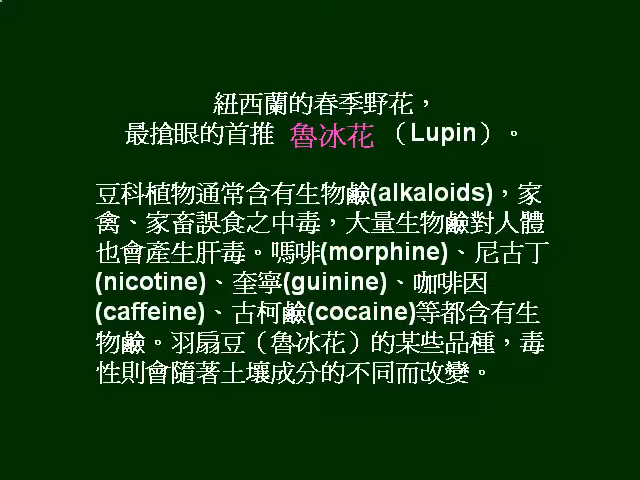 紐西蘭的春季野花，
最搶眼的首推 魯冰花 （Lupin）。
豆科植物通常含有生物鹼(alkaloids)，家
禽、家畜誤食之中毒，大量生物鹼對人體
也會產生肝毒。嗎啡(morphine)、尼古丁
(nicotine)、奎寧(guinine)、咖啡因
(caffeine)、古柯鹼(cocaine)等都含有生
物鹼。羽扇豆（魯冰花）的某些品種，毒
性則會隨著土壤成分的不同而改變。